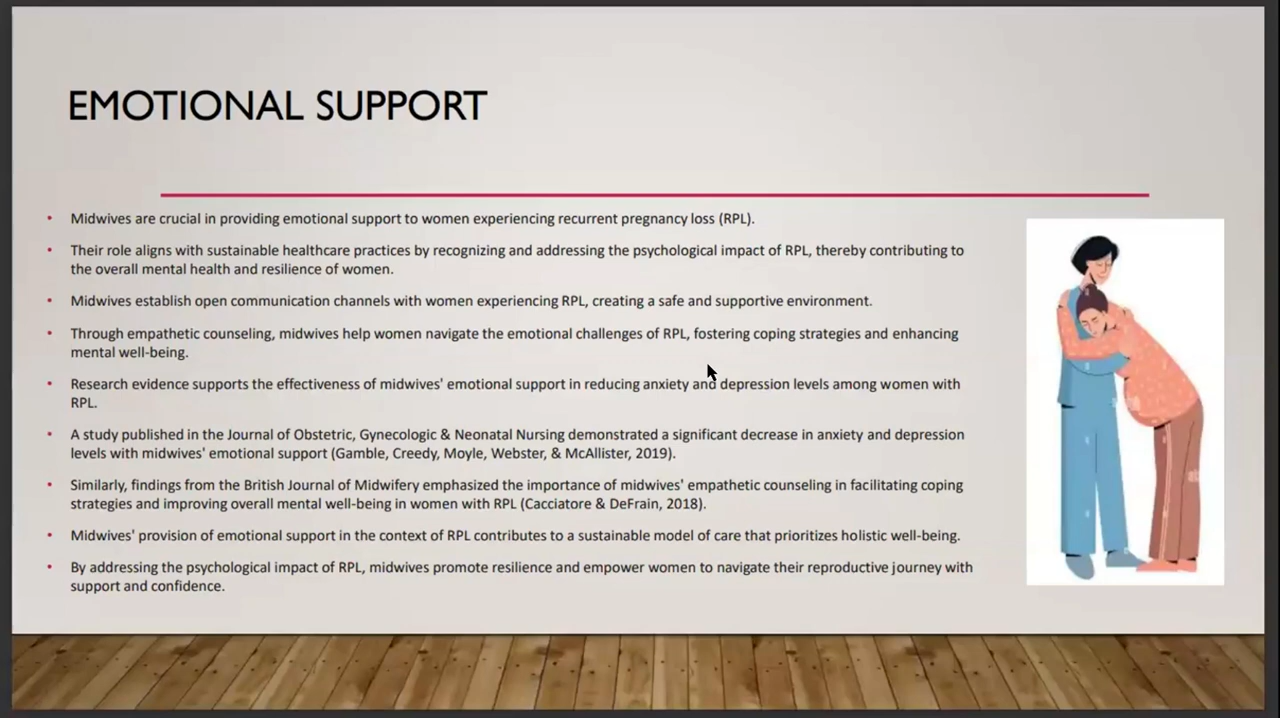 EMOTIONAL SUPPORT
• Midwives are crucial in providing emotional support to women experiencing recurrent pregnancy loss (RPL).
• Their role aligns with sustainable healthcare practices by recognizing and addressing the psychological impact of RPL, thereby contributing to
the overall mental health and resilience of women.
• Midwives establish open communication channels with women experiencing RPL, creating a safe and supportive environment.
• Through empathetic counseling, midwives help women navigate the emotional challenges of RPL, fostering coping strategies and enhancing
mental well-being.
• Research evidence supports the effectiveness of midwives' emotional support in reducing anxiety and depression levels among women with
RPL.
• A study published in the Journal of Obstetric, Gynecologic & Neonatal Nursing demonstrated a significant decrease in anxiety and depression
levels with midwives' emotional support (Gamble, Creedy, Moyle, Webster, & McAllister, 2019).
• Similarly, findings from the British Journal of Midwifery emphasized the importance of midwives' empathetic counseling in facilitating coping
strategies and improving overall mental well-being in women with RPL (Cacciatore & DeFrain, 2018).
• Midwives' provision of emotional support in the context of RPL contributes to a sustainable model of care that prioritizes holistic well-being.
• By addressing the psychological impact of RPL, midwives promote resilience and empower women to navigate their reproductive journey with
support and confidence.